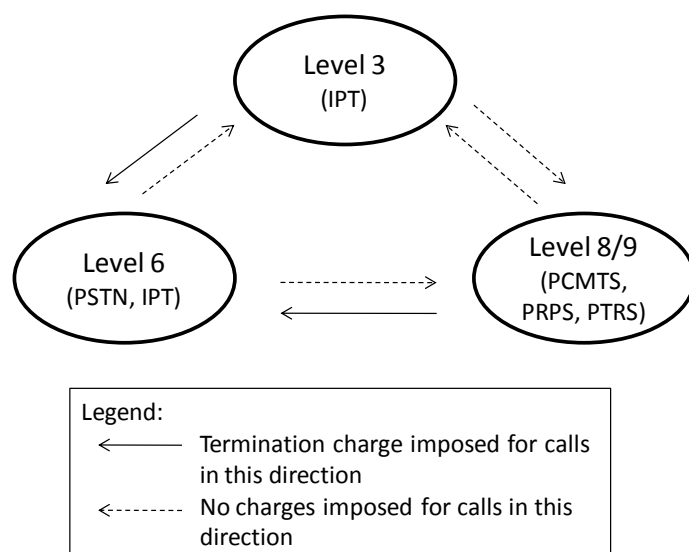 Level 3
(IPT)
Level 6
(PSTN, IPT)
Level 8/9
(PCMTS,
PRPS, PTRS)
Legend:
Termination charge imposed for calls
in this direction
No charges imposed for calls in this
direction